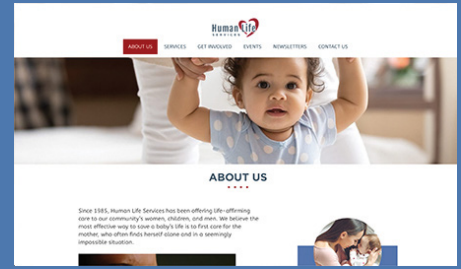 Human Life
SERVICES
ABOUT US SERVICES GET INVOLVED EVENTS NEWSLETTERS CONTACT US
ABOUT US
Since 1985, Human Life Services has been offering life-affirming
care to our community's women, children, and men. We believe the
most effective way to save a baby's life is to first care for the
mother, who often finds herself alone and in a seemingly
impossible situation.